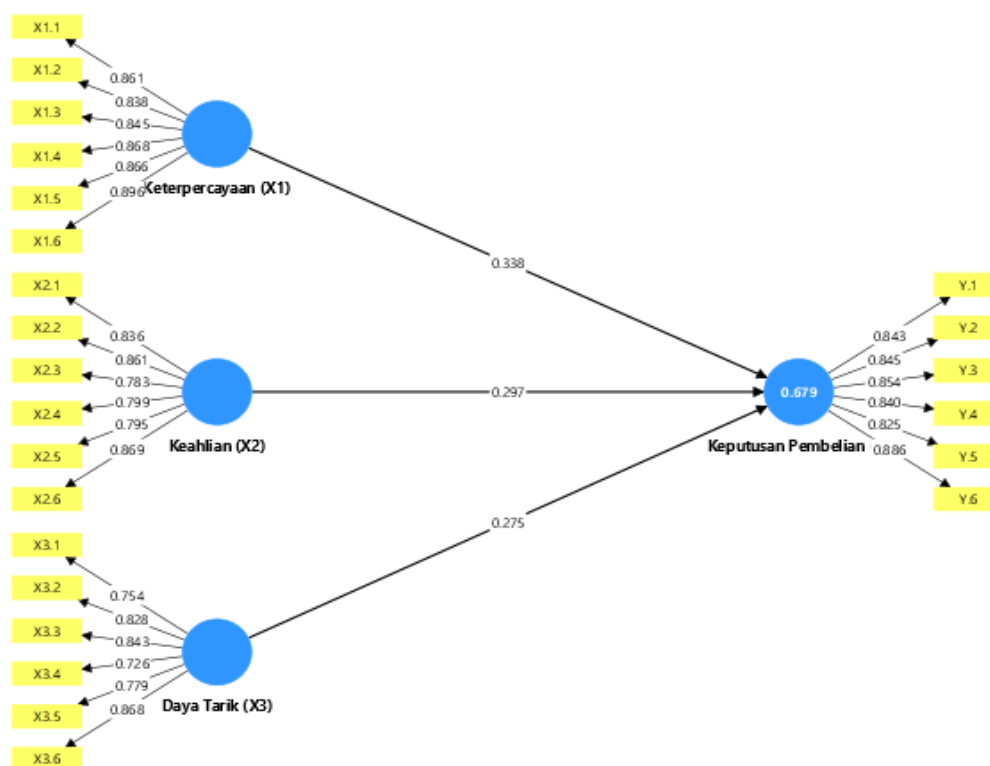 X1.1
X1.2
X1.3
X1.4
X1.5
X1.6
0.861
0.838
0.845
0.868
0.866
0.896
Keterpercayaan (X1)
0.338
X2.1
X2.2
X2.3
X2.4
X2.5
X2.6
0.836
0.861
0.783
0.799
0.795
0.869
Keahlian (X2)
0.297
X3.1
X3.2
X3.3
X3.4
X3.5
X3.6
0.754
0.828
0.843
0.726
0.779
0.868
Daya Tarik (X3)
0.275
0.679
Keputusan Pembelian
0.843
0.845
0.854
0.840
0.825
0.886
Y.1
Y.2
Y.3
Y.4
Y.5
Y.6